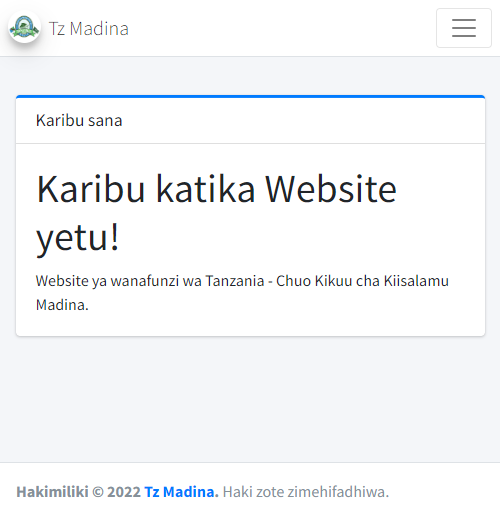 Tz Madina
Karibu sana
Karibu katika Website
yetu!
Website ya wanafunzi wa Tanzania - Chuo Kikuu cha Kiisalamu
Madina.
Hakimiliki © 2022 Tz Madina. Haki zote zimehifadhiwa.